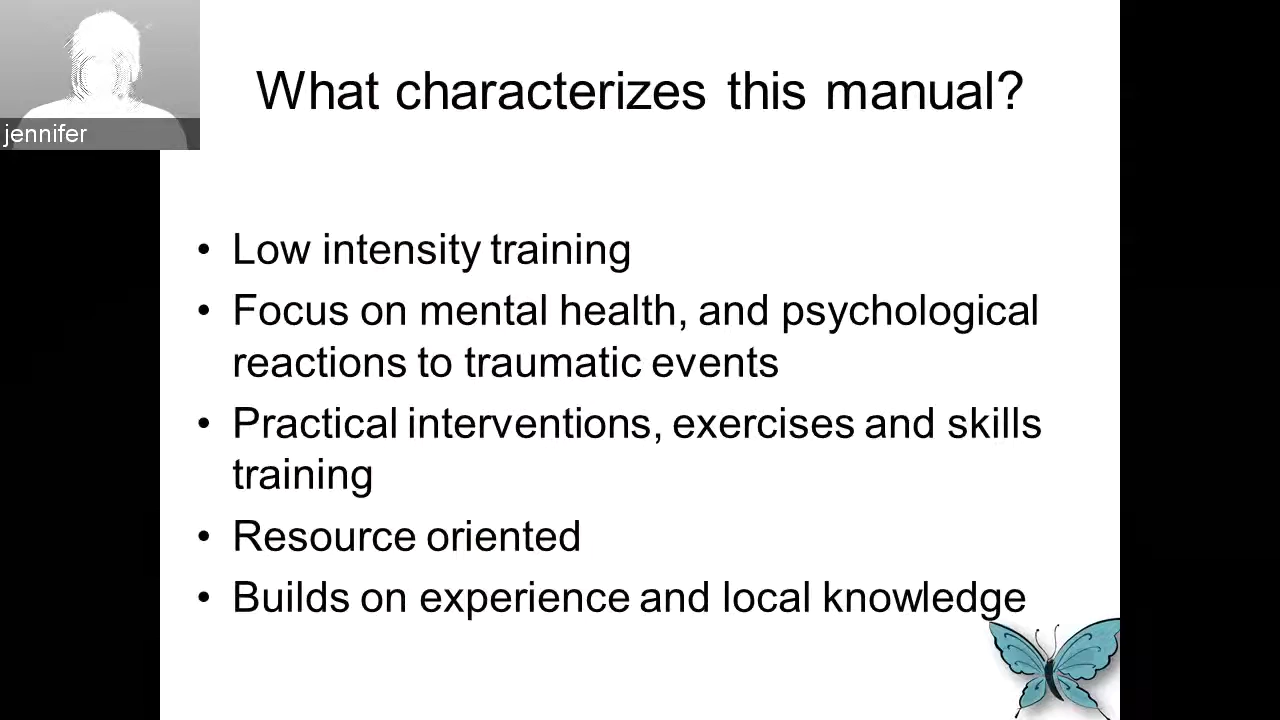 jennifer
What characterizes this manual?
• Low intensity training
• Focus on mental health, and psychological
reactions to traumatic events
• Practical interventions, exercises and skills
training
• Resource oriented
• Builds on experience and local knowledge